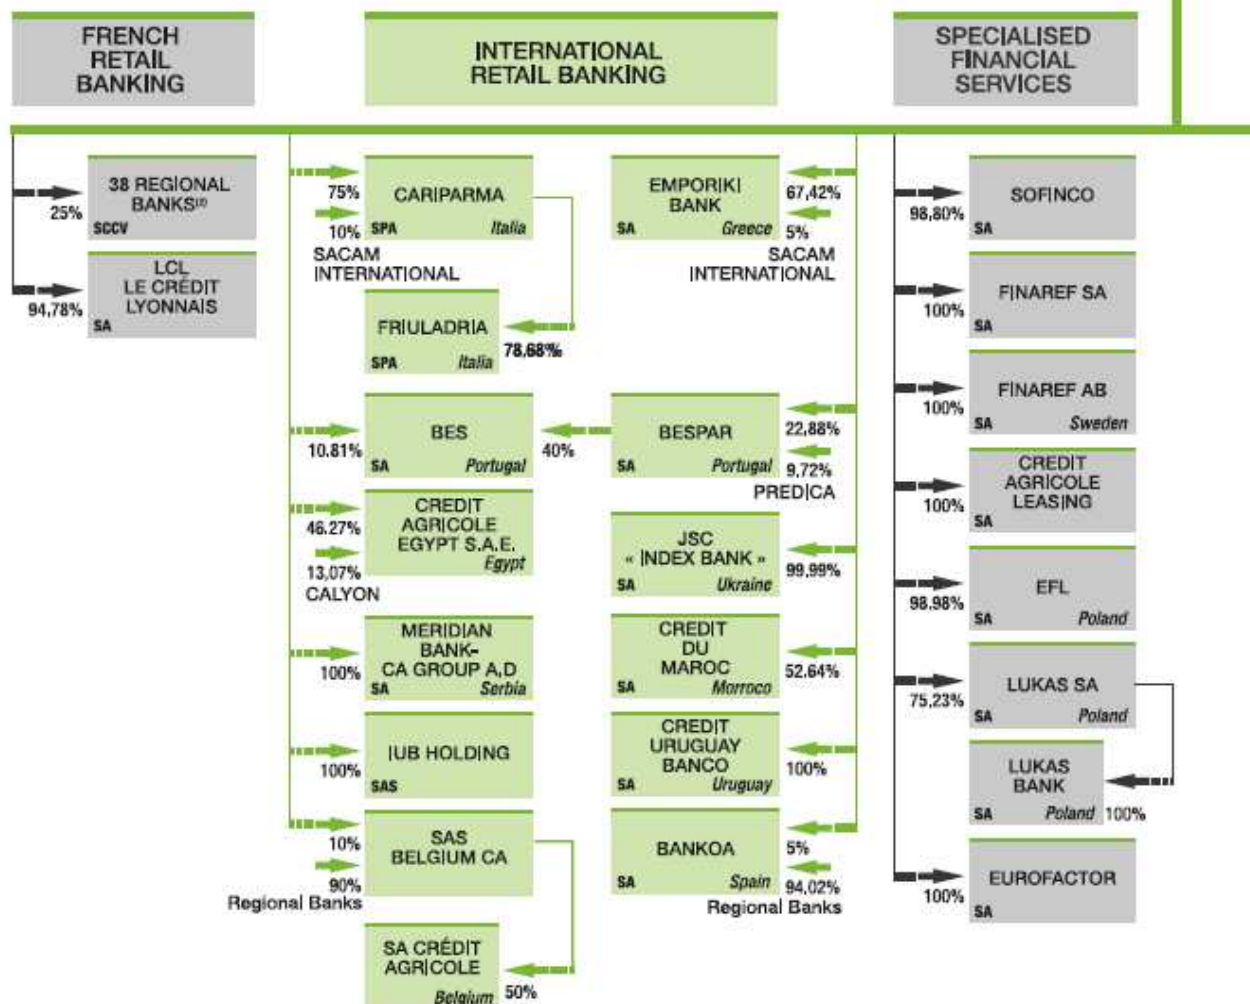 FRENCH
RETAIL
BANKING
INTERNATIONAL
RETAIL BANKING
SPECIALISED
FINANCIAL
SERVICES
38 REGIONAL
BANKS(2)
SCCV
25%
LCL
LE CRÉDIT
LYONNAIS
SA
94,78%
CARIPARMA
SPA Italia
75%
10%
SACAM
INTERNATIONAL
FRIULADRIA
SPA Italia
78,68%
BES
SA Portugal
10.81%
40%
CREDIT
AGRICOLE
EGYPT S.A.E.
Egypt
46.27%
13,07%
CALYON
MERIDIAN
BANK-
CA GROUP A,D
SA Serbia
100%
IUB HOLDING
SAS
100%
SAS
BELGIUM CA
10%
90%
Regional Banks
SA CRÉDIT
AGRICOLE
Belgium
50%
EMPORIKI
BANK
SA Greece
67,42%
5%
SACAM
INTERNATIONAL
BESPAR
SA Portugal
22,88%
9,72%
PREDICA
JSC
« INDEX BANK »
SA Ukraine
99,99%
CREDIT
DU
MAROC
SA Morroco
52.64%
CREDIT
URUGUAY
BANCO
SA Uruguay
100%
BANKOA
SA Spain
5%
94,02%
Regional Banks
SOFINCO
SA
98,80%
FINAREF SA
SA
100%
FINAREF AB
SA Sweden
100%
CREDIT
AGRICOLE
LEASING
SA
100%
EFL
SA Poland
98,98%
LUKAS SA
SA Poland
75,23%
LUKAS
BANK
SA Poland
100%
EUROFACTOR
SA
100%